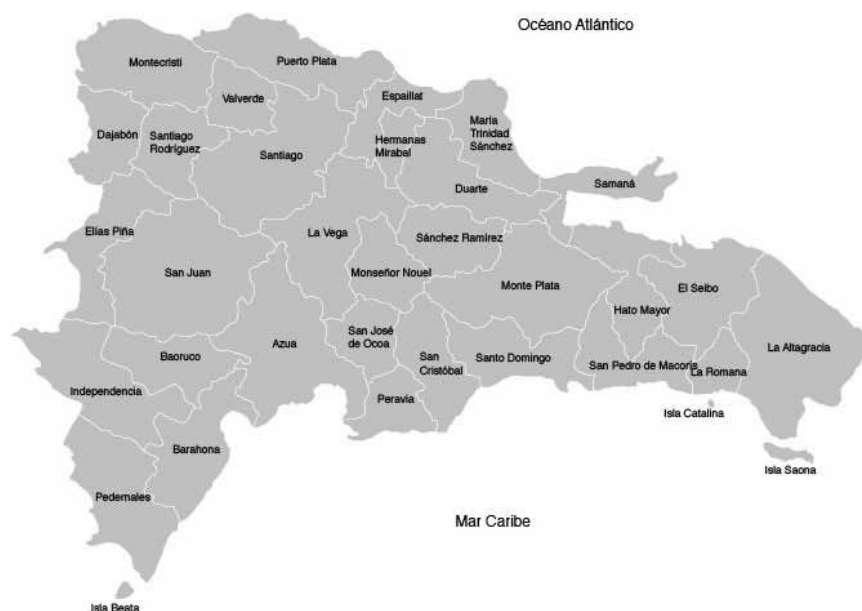 Océano Atlántico
Montecristi
Puerto Plata
Valverde
Espaillat
Dajabón
Santiago
Rodríguez
Santiago
Hermanas
Mirabal
María
Trinidad
Sánchez
Duarte
Samaná
Elías Piña
La Vega
Sánchez Ramírez
San Juan
Monseñor Nouel
Monte Plata
El Seibo
Hato Mayor
Baoruco
Azua
San José
de Ocoa
San
Cristóbal
Santo Domingo
San Pedro de Macoris
La Romana
La Altagracia
Independencia
Peravia
Isla Catalina
Barahona
Isla Saona
Pedernales
Mar Caribe
Isla Beata